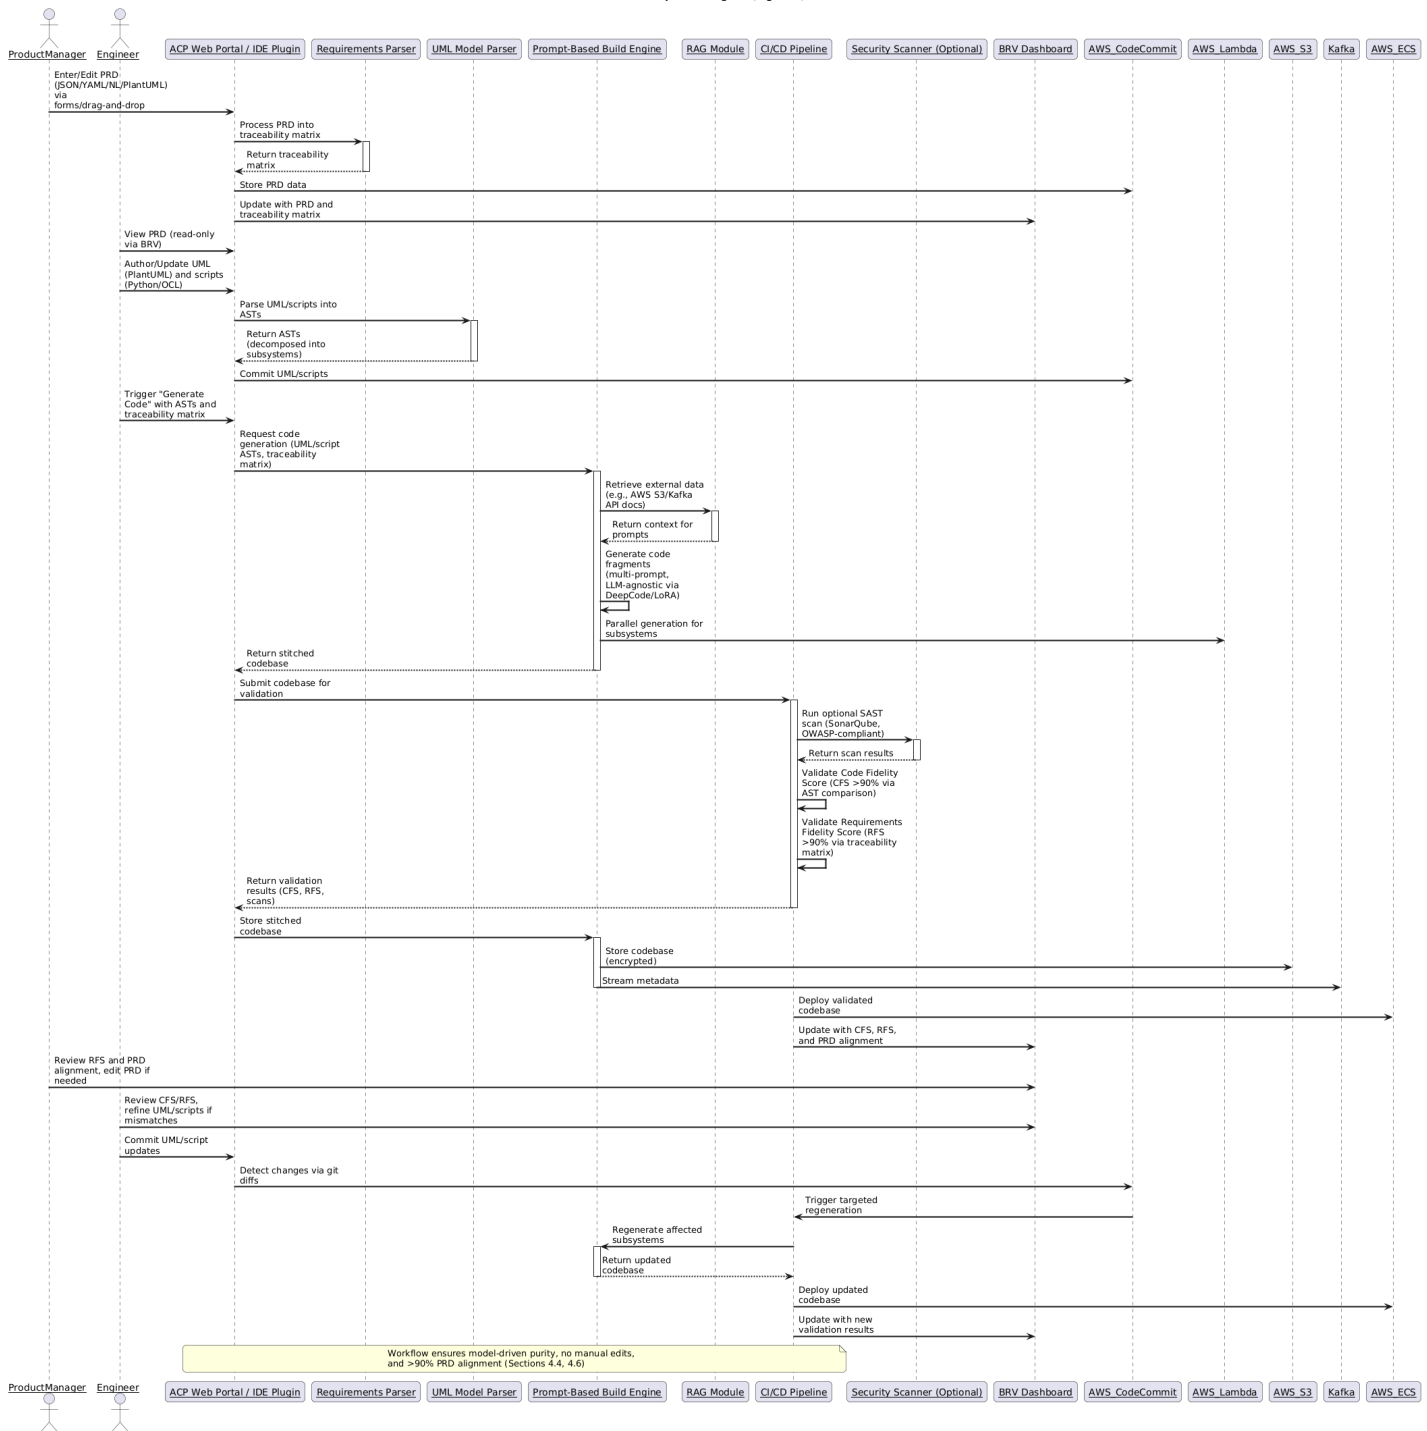 ProductManager
Engineer
ACP Web Portal / IDE Plugin
Requirements Parser
UML Model Parser
Prompt-Based Build Engine
RAG Module
CI/CD Pipeline
Security Scanner (Optional)
BRV Dashboard
AWS_CodeCommit
AWS_Lambda
AWS_S3
Kafka
AWS_ECS
Enter/Edit PRD
(JSON/YAML/NL/PlantUML)
via
forms/drag-and-drop
Process PRD into
traceability matrix
Return traceability
matrix
Store PRD data
Update with PRD and
traceability matrix
View PRD (read-only
via BRV)
Author/Update UML
(PlantUML) and scripts
(Python/OCL)
Parse UML/scripts into
ASTs
Return ASTs
(decomposed into
subsystems)
Commit UML/scripts
Trigger "Generate
Code" with ASTs and
traceability matrix
Request code
generation (UML/script
ASTs, traceability
matrix)
Retrieve external data
(e.g., AWS S3/Kafka
API docs)
Return context for
prompts
Generate code
fragments
(multi-prompt,
LLM-agnostic via
DeepCode/LoRA)
Parallel generation for
subsystems
Return stitched
codebase
Submit codebase for
validation
Run optional SAST
scan (SonarQube,
OWASP-compliant)
Return scan results
Validate Code Fidelity
Score (CFS >90% via
AST comparison)
Validate Requirements
Fidelity Score (RFS
>90% via traceability
matrix)
Return validation
results (CFS, RFS,
scans)
Store stitched
codebase
Store codebase
(encrypted)
Stream metadata
Deploy validated
codebase
Update with CFS, RFS,
and PRD alignment
Review RFS and PRD
alignment, edit PRD if
needed
Review CFS/RFS,
refine UML/scripts if
mismatches
Commit UML/script
updates
Detect changes via git
diffs
Trigger targeted
regeneration
Regenerate affected
subsystems
Return updated
codebase
Deploy updated
codebase
Update with new
validation results
Workflow ensures model-driven purity, no manual edits,
and >90% PRD alignment (Sections 4.4, 4.6)
ProductManager
Engineer
ACP Web Portal / IDE Plugin
Requirements Parser
UML Model Parser
Prompt-Based Build Engine
RAG Module
CI/CD Pipeline
Security Scanner (Optional)
BRV Dashboard
AWS_CodeCommit
AWS_Lambda
AWS_S3
Kafka
AWS_ECS